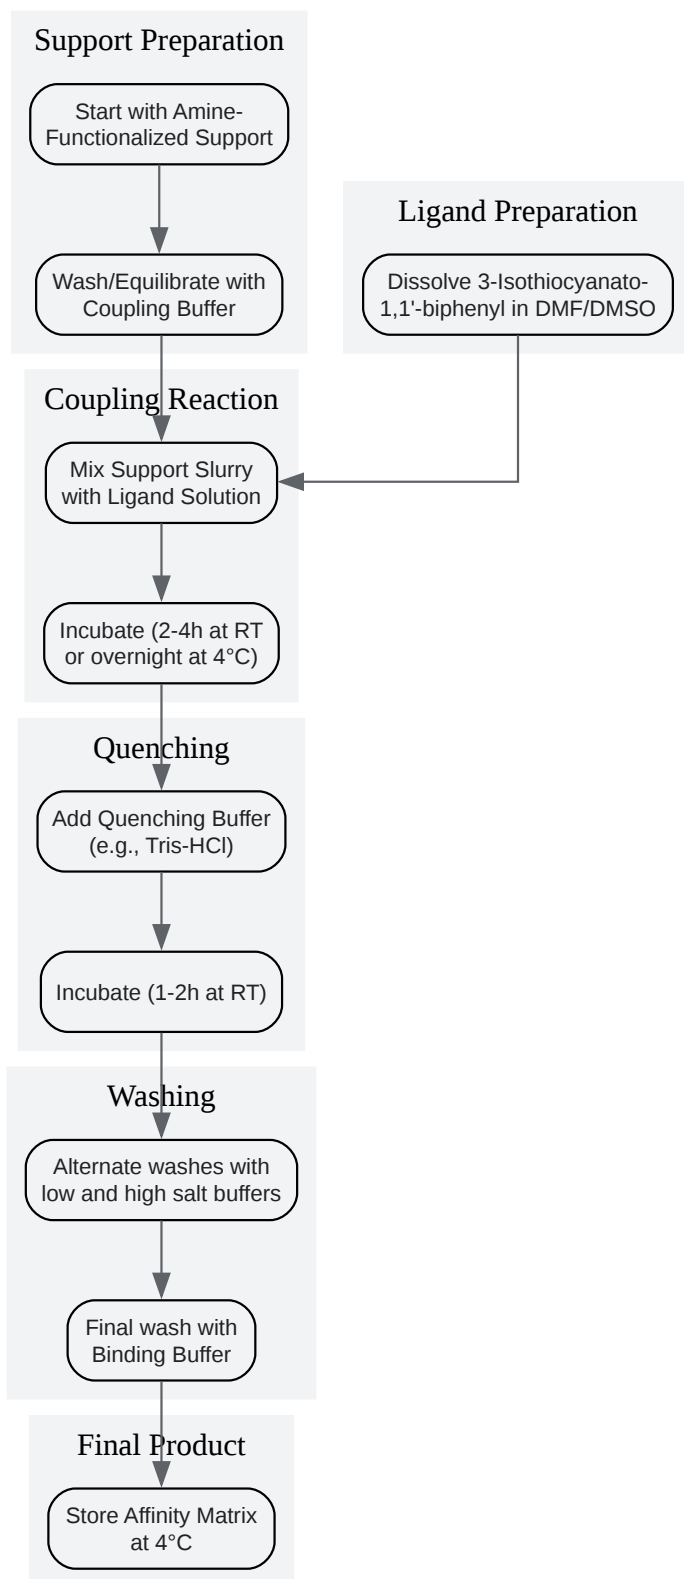 Support Preparation
Start with Amine-
Functionalized Support
Wash/Equilibrate with
Coupling Buffer
Ligand Preparation
Dissolve 3-Isothiocyanato-
1,1'-biphenyl in DMF/DMSO
Coupling Reaction
Mix Support Slurry
with Ligand Solution
Incubate (2-4h at RT
or overnight at 4°C)
Quenching
Add Quenching Buffer
(e.g., Tris-HCl)
Incubate (1-2h at RT)
Washing
Alternate washes with
low and high salt buffers
Final wash with
Binding Buffer
Final Product
Store Affinity Matrix
at 4°C